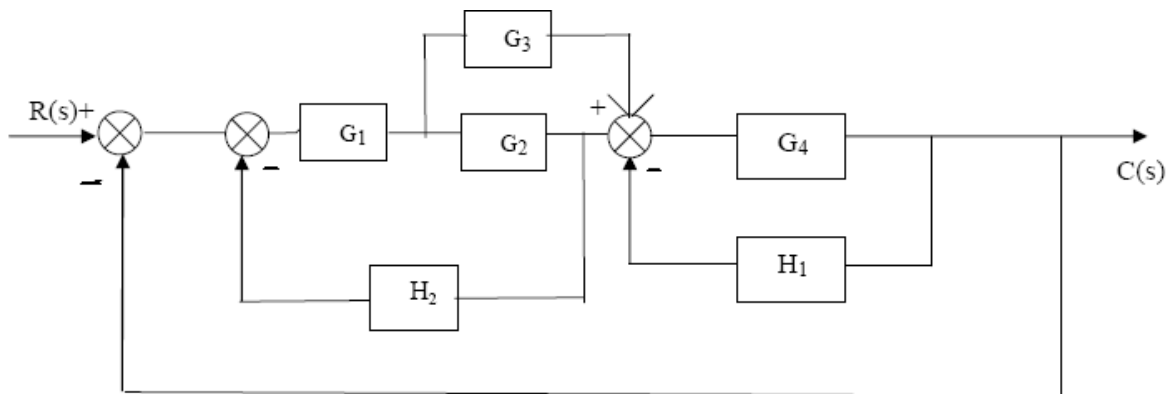 G₃
R(s)+
+
G₁
G₂
G₄
C(s)
H₁
H₂